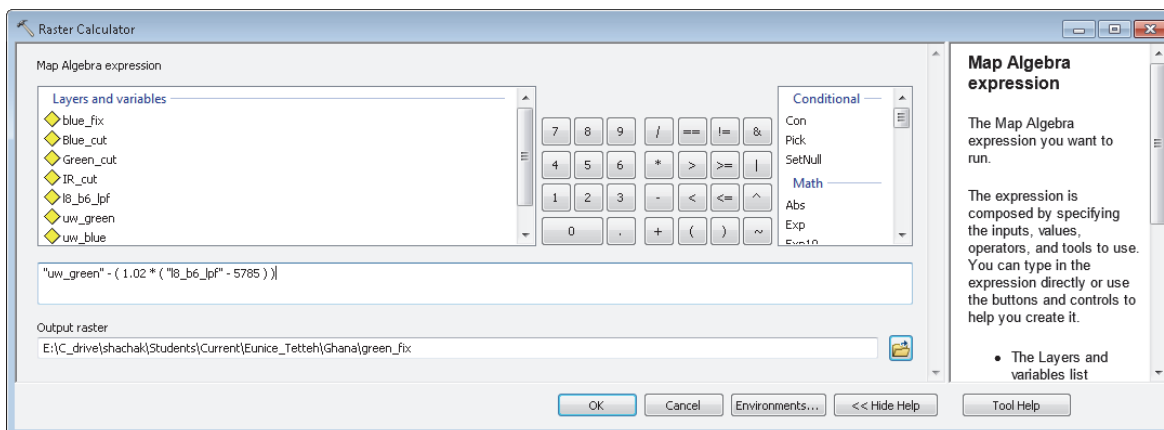 Raster Calculator
Map Algebra expression
Layers and variables
blue_fix
Blue_cut
Green_cut
IR_cut
l8_b6_lpf
uw_green
uw_blue
7 8 9 / == != &
4 5 6 * > >= |
1 2 3 - < <= ^
0 . + ( ) ~
Conditional
Con
Pick
SetNull
Math
Abs
Exp
Exp10
"uw_green" - ( 1.02 * ( "l8_b6_lpf" - 5785 ) )
Output raster
E:\C_drive\shachak\Students\Current\Eunice_Tetteh\Ghana\green_fix
OK
Cancel
Environments...
<< Hide Help
Tool Help
Map Algebra
expression
The Map Algebra
expression you want to
run.
The expression is
composed by specifying
the inputs, values,
operators, and tools to use.
You can type in the
expression directly or use
the buttons and controls to
help you create it.
• The Layers and
variables list